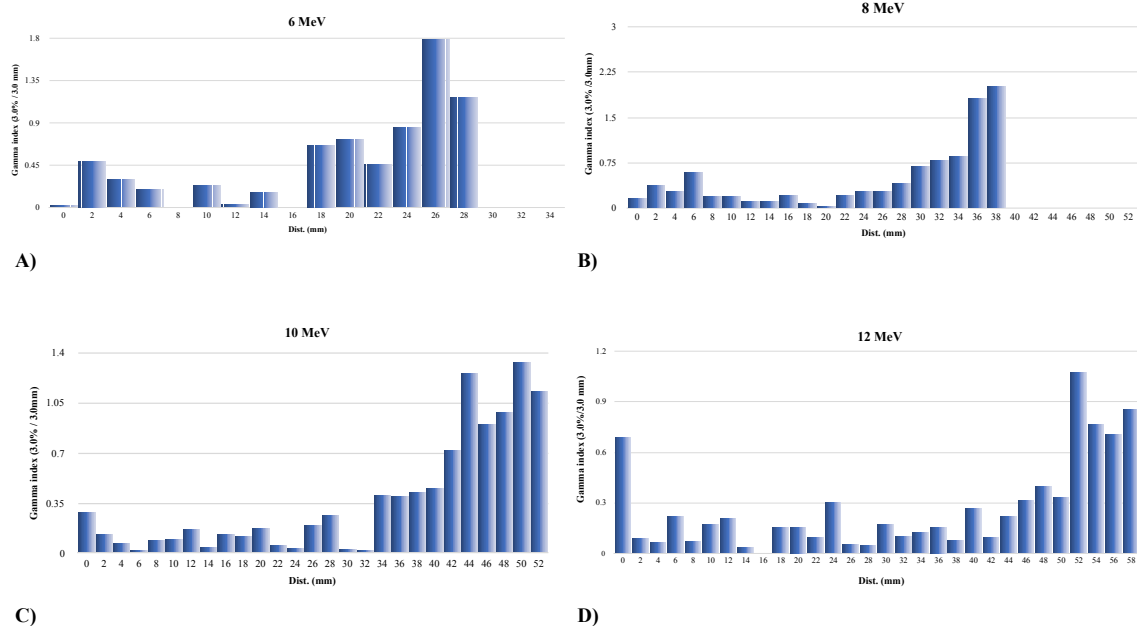 6 MeV
Gamma index (3.0% / 3.0 mm)
1.8
1.35
0.9
0.45
0
0 2 4 6 8 10 12 14 16 18 20 22 24 26 28 30 32 34
Dist. (mm)
A)
8 MeV
Gamma index (3.0% /3.0mm)
3
2.25
1.5
0.75
0
0 2 4 6 8 10 12 14 16 18 20 22 24 26 28 30 32 34 36 38 40 42 44 46 48 50 52
Dist. (mm)
B)
10 MeV
Gamma index (3.0% / 3.0mm)
1.4
1.05
0.7
0.35
0
0 2 4 6 8 10 12 14 16 18 20 22 24 26 28 30 32 34 36 38 40 42 44 46 48 50 52
Dist. (mm)
C)
12 MeV
Gamma index (3.0%/3.0 mm)
1.2
0.9
0.6
0.3
0
0 2 4 6 8 10 12 14 16 18 20 22 24 26 28 30 32 34 36 38 40 42 44 46 48 50 52 54 56 58
Dist. (mm)
D)